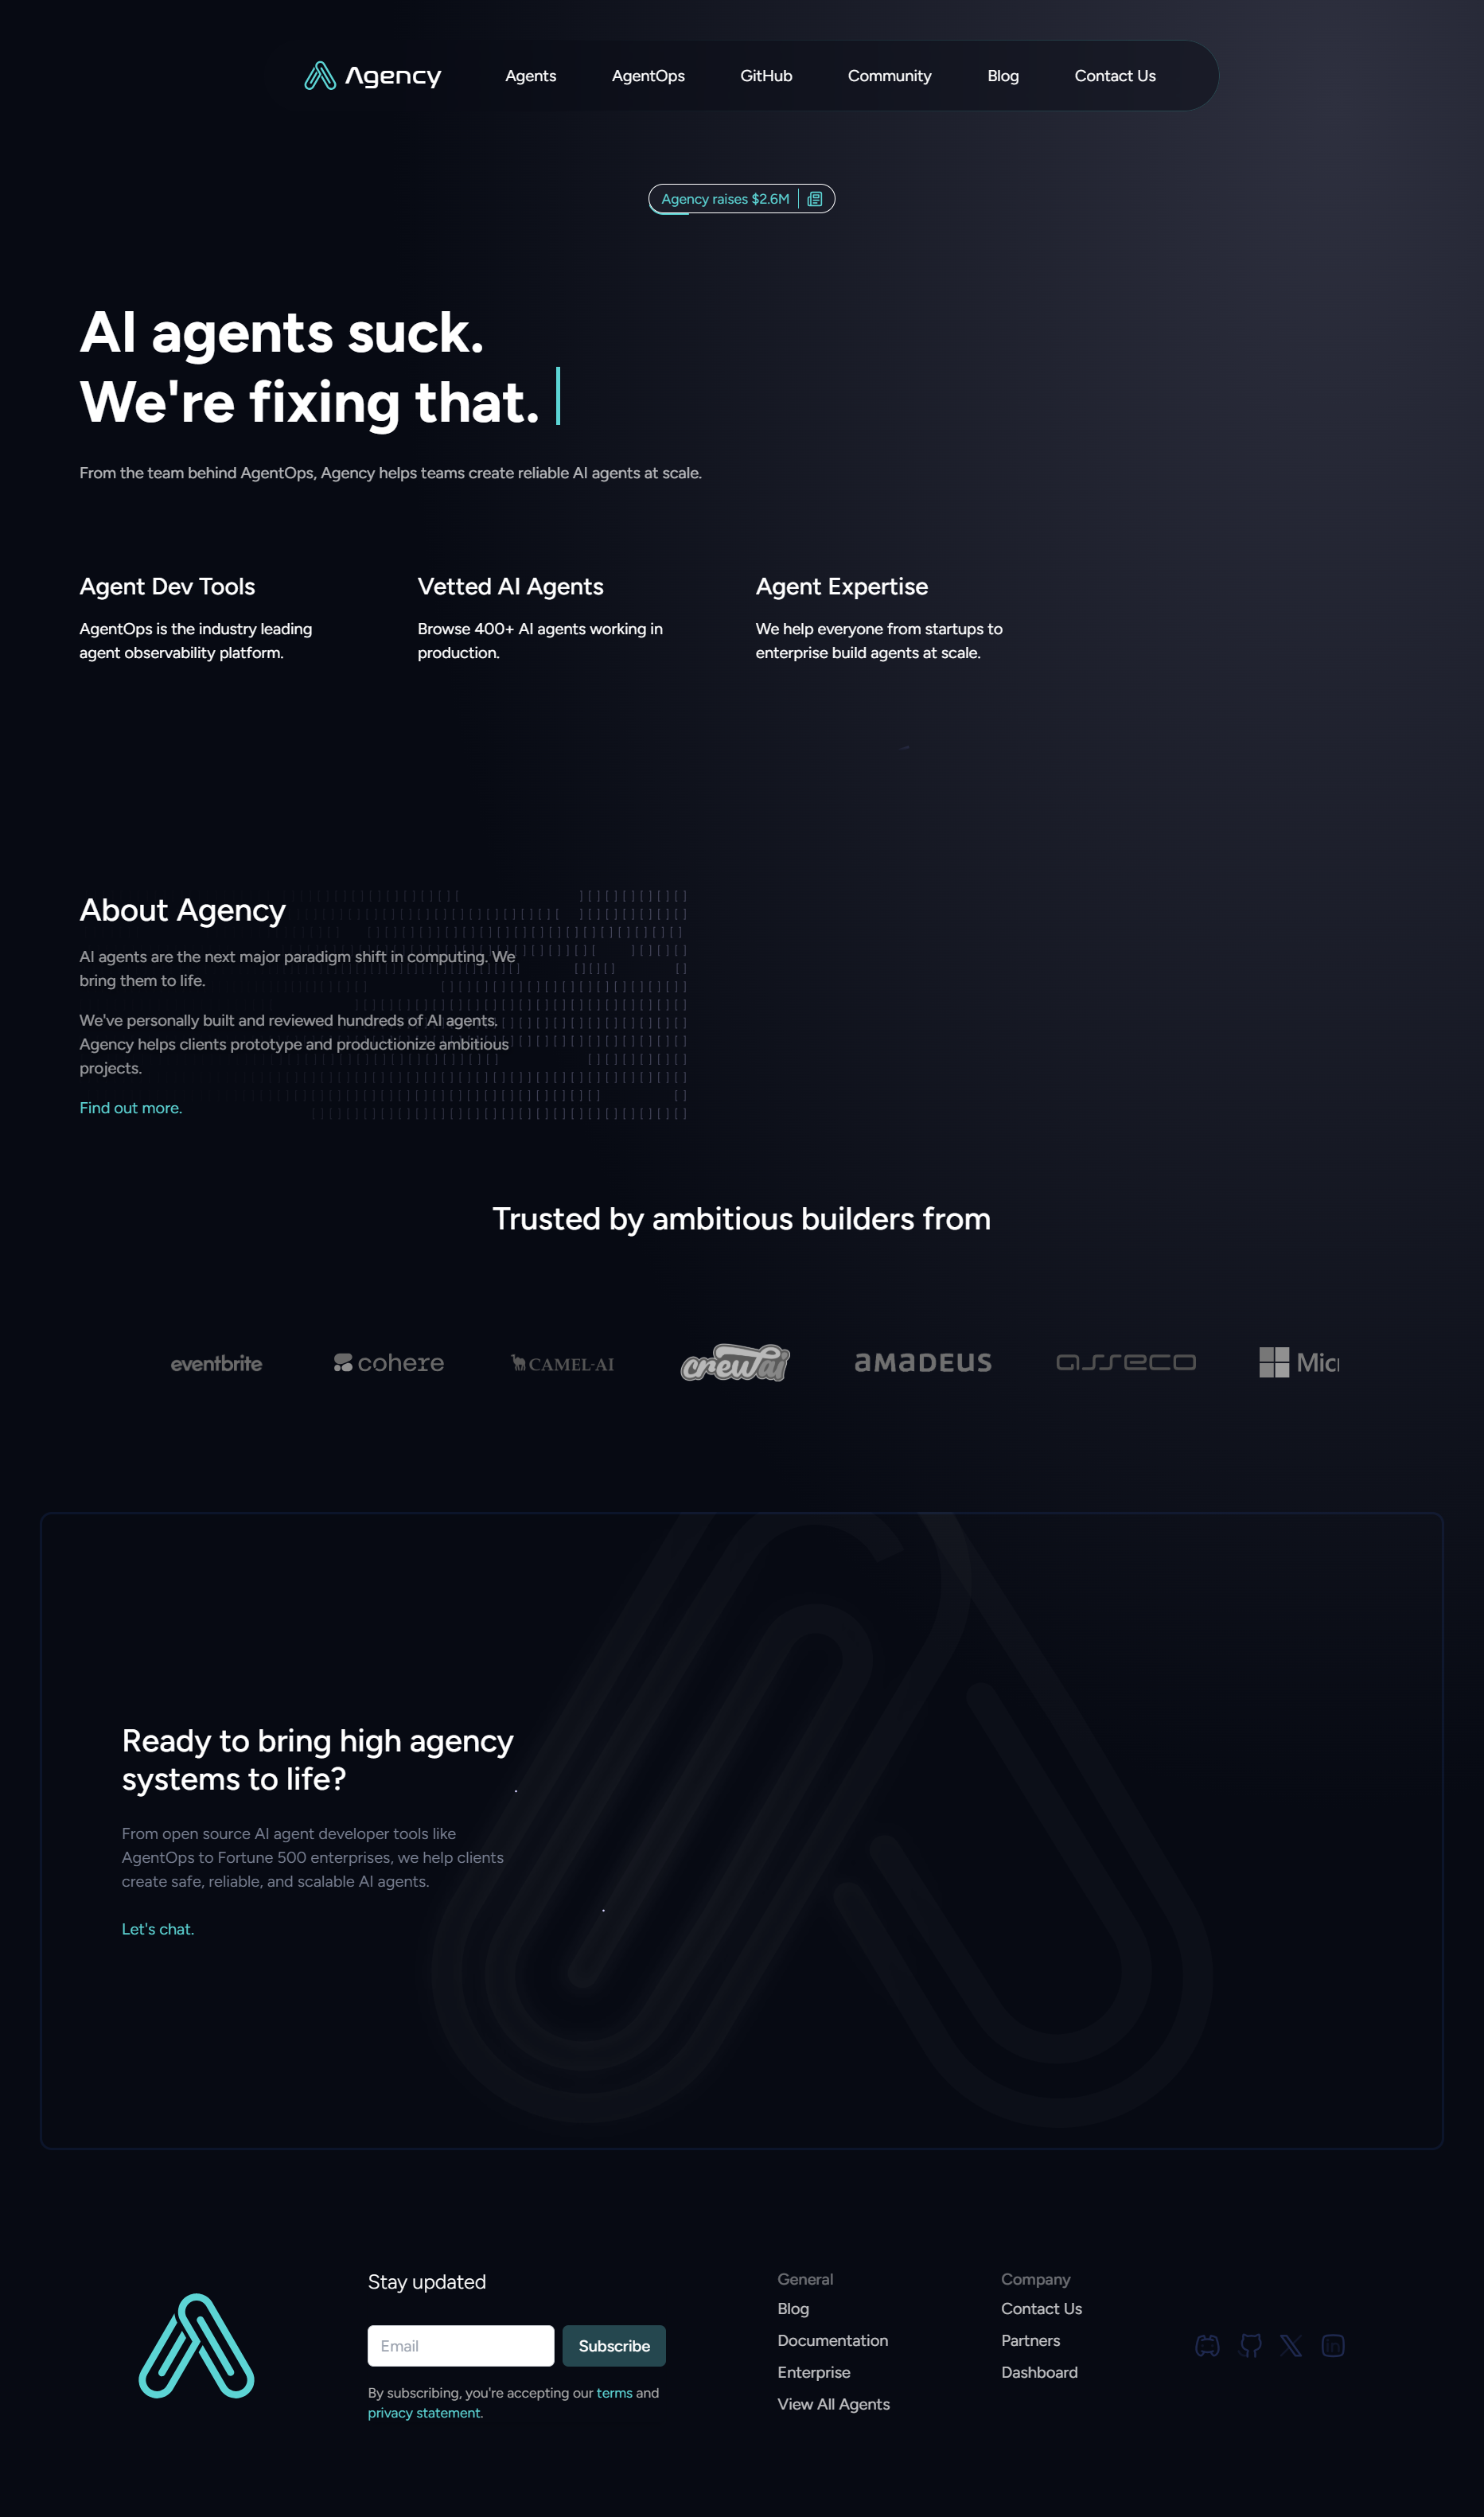 Agency
Agents
AgentOps
GitHub
Community
Blog
Contact Us
Agency raises $2.6M
AI agents suck.
We're fixing that.
From the team behind AgentOps, Agency helps teams create reliable AI agents at scale.
Agent Dev Tools
AgentOps is the industry leading
agent observability platform.
Vetted AI Agents
Browse 400+ AI agents working in
production.
Agent Expertise
We help everyone from startups to
enterprise build agents at scale.
About Agency
AI agents are the next major paradigm shift in computing. We
bring them to life.
We've personally built and reviewed hundreds of AI agents.
Agency helps clients prototype and productionize ambitious
projects.
Find out more.
Trusted by ambitious builders from
eventbrite
cohere
CAMEL-AI
crewai
amadeus
asseco
Micr
Ready to bring high agency
systems to life?
From open source AI agent developer tools like
AgentOps to Fortune 500 enterprises, we help clients
create safe, reliable, and scalable AI agents.
Let's chat.
Stay updated
Email
Subscribe
By subscribing, you're accepting our terms and
privacy statement.
General
Blog
Documentation
Enterprise
View All Agents
Company
Contact Us
Partners
Dashboard